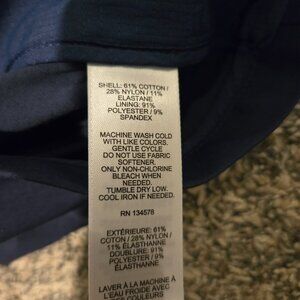 SHELL: 61% COTTON /
28% NYLON / 11%
ELASTANE
LINING: 91%
POLYESTER / 9%
SPANDEX
MACHINE WASH COLD
WITH LIKE COLORS.
GENTLE CYCLE
DO NOT USE FABRIC
SOFTENER.
ONLY NON-CHLORINE
BLEACH WHEN
NEEDED.
TUMBLE DRY LOW.
COOL IRON IF NEEDED.
RN 134578
EXTÉRIEURE: 61%
COTON / 28% NYLON /
11% ÉLASTHANNE
DOUBLURE: 91%
POLYESTER / 9%
ÉLASTHANNE
LAVER À LA MACHINE À
L'EAU FROIDE AVEC
DES COULEURS